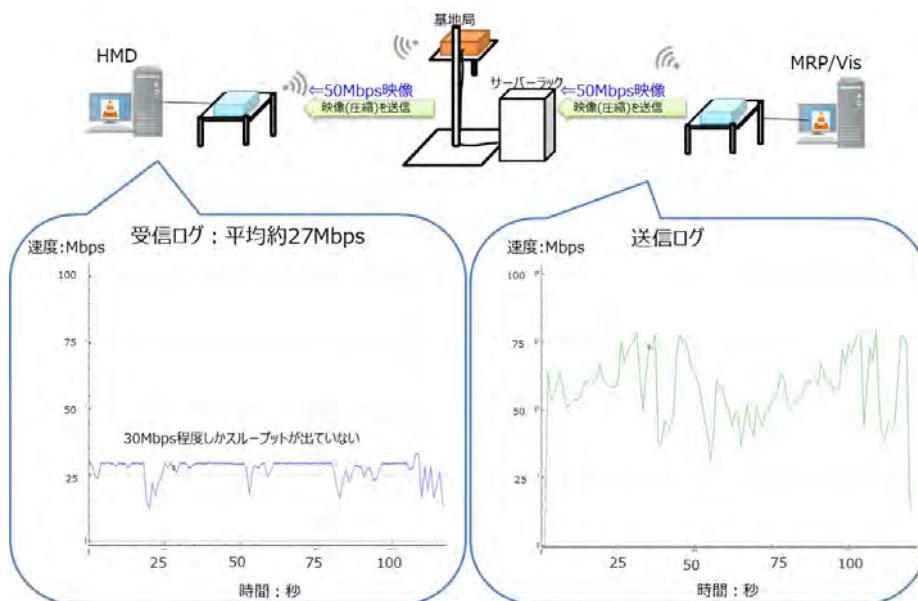 基地局
HMD
MRP/Vis
サーバーラック
⇐50Mbps映像
映像(圧縮)を送信
⇐50Mbps映像
映像(圧縮)を送信
受信ログ：平均約27Mbps
速度:Mbps
100
75
50
30Mbps程度しかスループットが出ていない
25
25
50
75
100
時間：秒
送信ログ
速度:Mbps
100
75
50
25
25
50
75
100
時間：秒